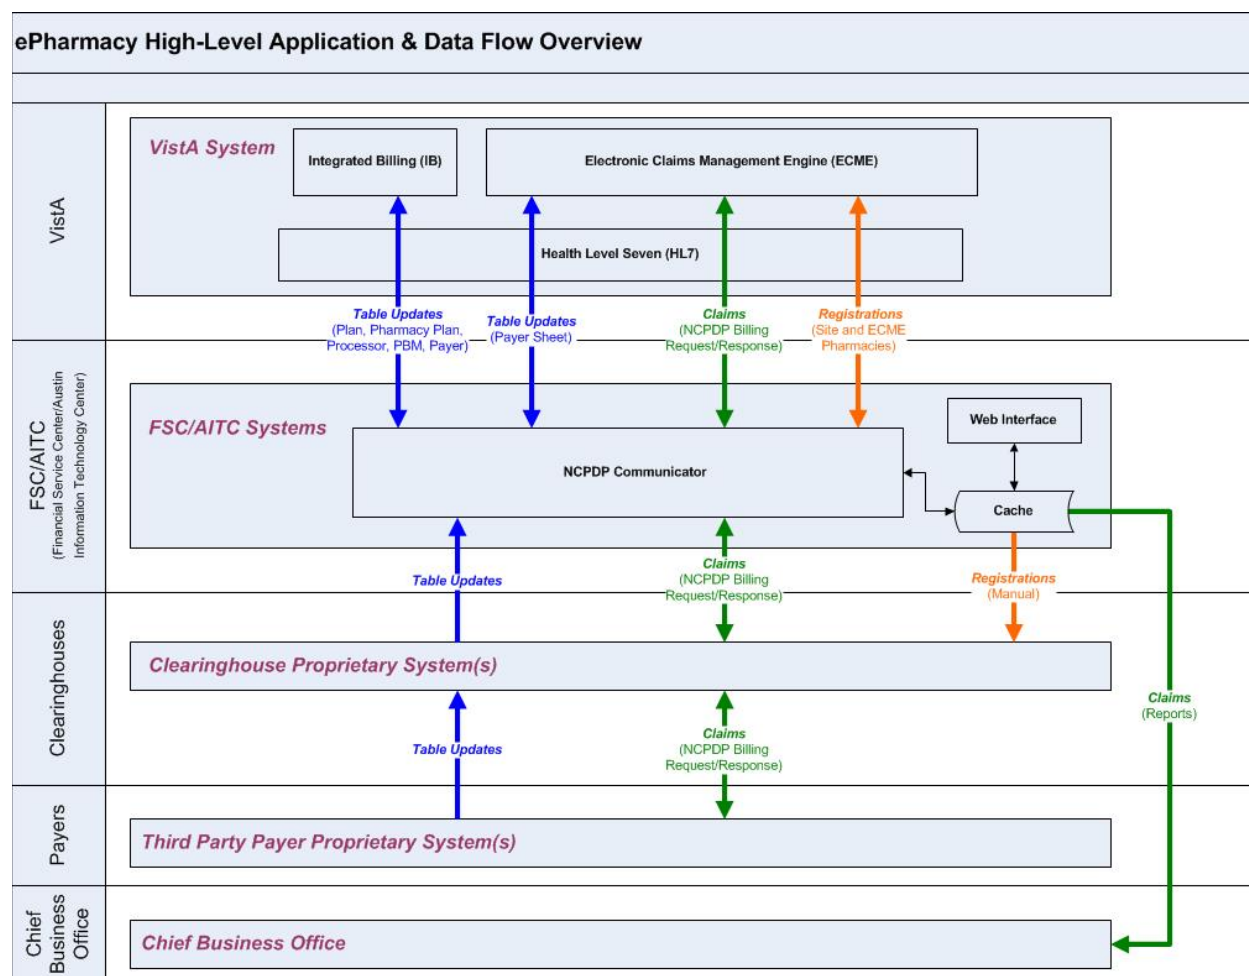 ePharmacy High-Level Application & Data Flow Overview
VistA
VistA System
Integrated Billing (IB)
Electronic Claims Management Engine (ECME)
Health Level Seven (HL7)
Table Updates
(Plan, Pharmacy Plan,
Processor, PBM, Payer)
Table Updates
(Payer Sheet)
Claims
(NCPDP Billing
Request/Response)
Registrations
(Site and ECME
Pharmacies)
FSC/AITC
(Financial Service Center/Austin
Information Technology Center)
FSC/AITC Systems
Web Interface
NCPDP Communicator
Cache
Table Updates
Claims
(NCPDP Billing
Request/Response)
Registrations
(Manual)
Clearinghouses
Clearinghouse Proprietary System(s)
Claims
(Reports)
Table Updates
Claims
(NCPDP Billing
Request/Response)
Payers
Third Party Payer Proprietary System(s)
Chief
Business
Office
Chief Business Office